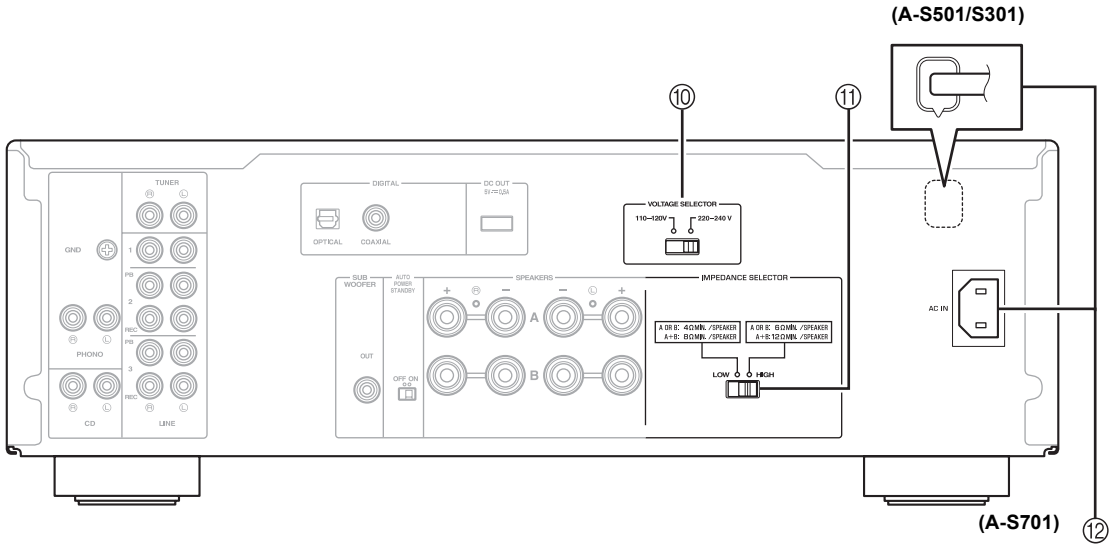 (A-S501/S301)
⑩
⑪
TUNER
Ⓡ Ⓛ
DIGITAL
DC OUT
5V⎓0.5A
VOLTAGE SELECTOR
110–120V 220–240 V
GND
1
OPTICAL COAXIAL
PB
2
REC
SUB
WOOFER
AUTO
POWER
STANDBY
SPEAKERS
IMPEDANCE SELECTOR
+ Ⓡ − − Ⓛ +
A
AC IN
A OR B: 4ΩMIN. /SPEAKER
A+B: 8ΩMIN. /SPEAKER
A OR B: 6ΩMIN. /SPEAKER
A+B:12ΩMIN. /SPEAKER
Ⓡ Ⓛ
PHONO
PB
3
REC
OUT
OFF ON
B
LOW HIGH
Ⓡ Ⓛ
CD
Ⓡ Ⓛ
LINE
(A-S701)
⑫